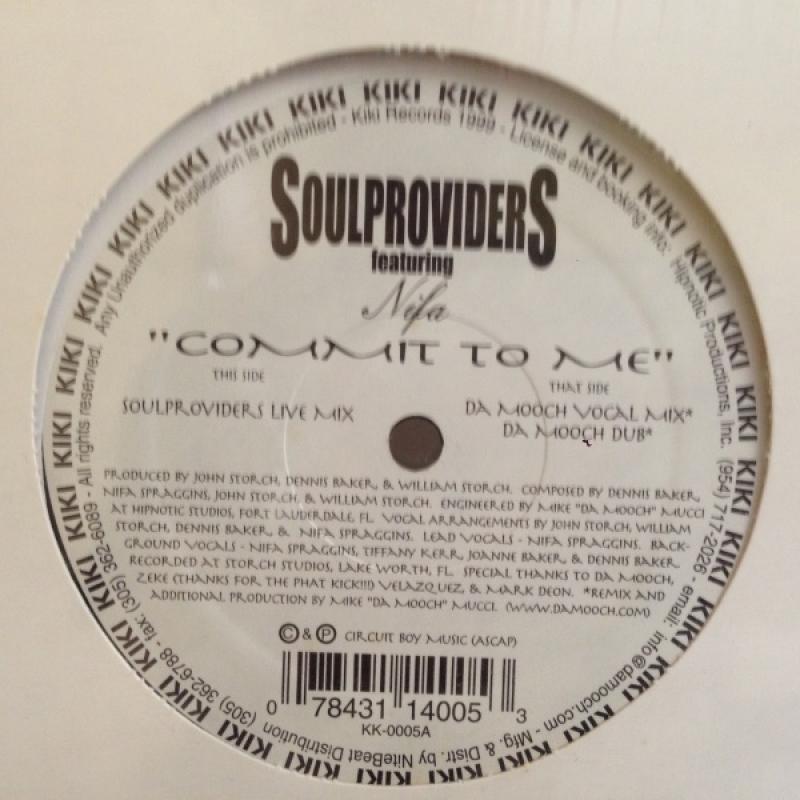 KIKI KIKI KIKI KIKI KIKI KIKI KIKI KIKI KIKI KIKI KIKI KIKI KIKI KIKI KIKI KIKI KIKI KIKI KIKI KIKI KIKI KIKI KIKI KIKI KIKI KIKI KIKI
Any Unauthorized duplication is prohibited - Kiki Records 1999 - License and booking info: Hipnotic Productions, Inc. (954) 717-2026 - email: info@damooch.com - Mfg. & Distr. by NiteBeat Distribution (305) 362-6788 - fax: (305) 362-6089 - All rights reserved.
SOULPROVIDERS
featuring
Nifa
"COMMIT TO ME"
THIS SIDE
THAT SIDE
SOULPROVIDERS LIVE MIX
DA MOOCH VOCAL MIX*
DA MOOCH DUB*
PRODUCED BY JOHN STORCH, DENNIS BAKER, & WILLIAM STORCH. COMPOSED BY DENNIS BAKER,
NIFA SPRAGGINS, JOHN STORCH, & WILLIAM STORCH. ENGINEERED BY MIKE "DA MOOCH" MUCCI
AT HIPNOTIC STUDIOS, FORT LAUDERDALE, FL. VOCAL ARRANGEMENTS BY JOHN STORCH, WILLIAM
STORCH, DENNIS BAKER, & NIFA SPRAGGINS. LEAD VOCALS - NIFA SPRAGGINS. BACK-
GROUND VOCALS - NIFA SPRAGGINS, TIFFANY KERR, JOANNE BAKER, & DENNIS BAKER.
RECORDED AT STORCH STUDIOS, LAKE WORTH, FL. SPECIAL THANKS TO DA MOOCH,
ZEKE (THANKS FOR THE PHAT KICK!!!) VELAZQUEZ, & MARK DEON. *REMIX AND
ADDITIONAL PRODUCTION BY MIKE "DA MOOCH" MUCCI. (WWW.DAMOOCH.COM)
© & ℗ CIRCUIT BOY MUSIC (ASCAP)
0 78431 14005 3
KK-0005A